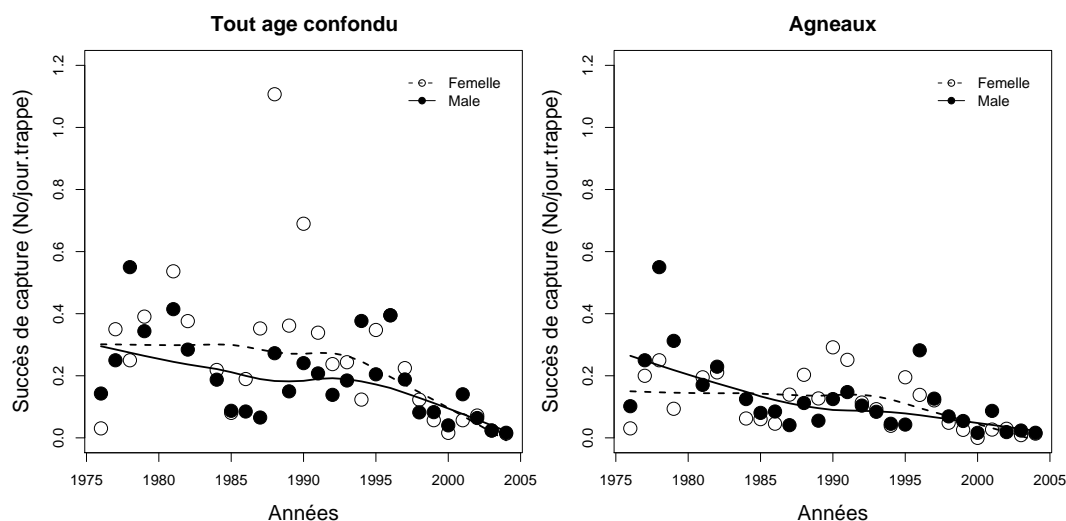 Tout age confondu
Agneaux
Succès de capture (No/jour.trappe)
1.2
1.0
0.8
0.6
0.4
0.2
0.0
Femelle
Male
1975 1980 1985 1990 1995 2000 2005
Années
Succès de capture (No/jour.trappe)
1.2
1.0
0.8
0.6
0.4
0.2
0.0
Femelle
Male
1975 1980 1985 1990 1995 2000 2005
Années